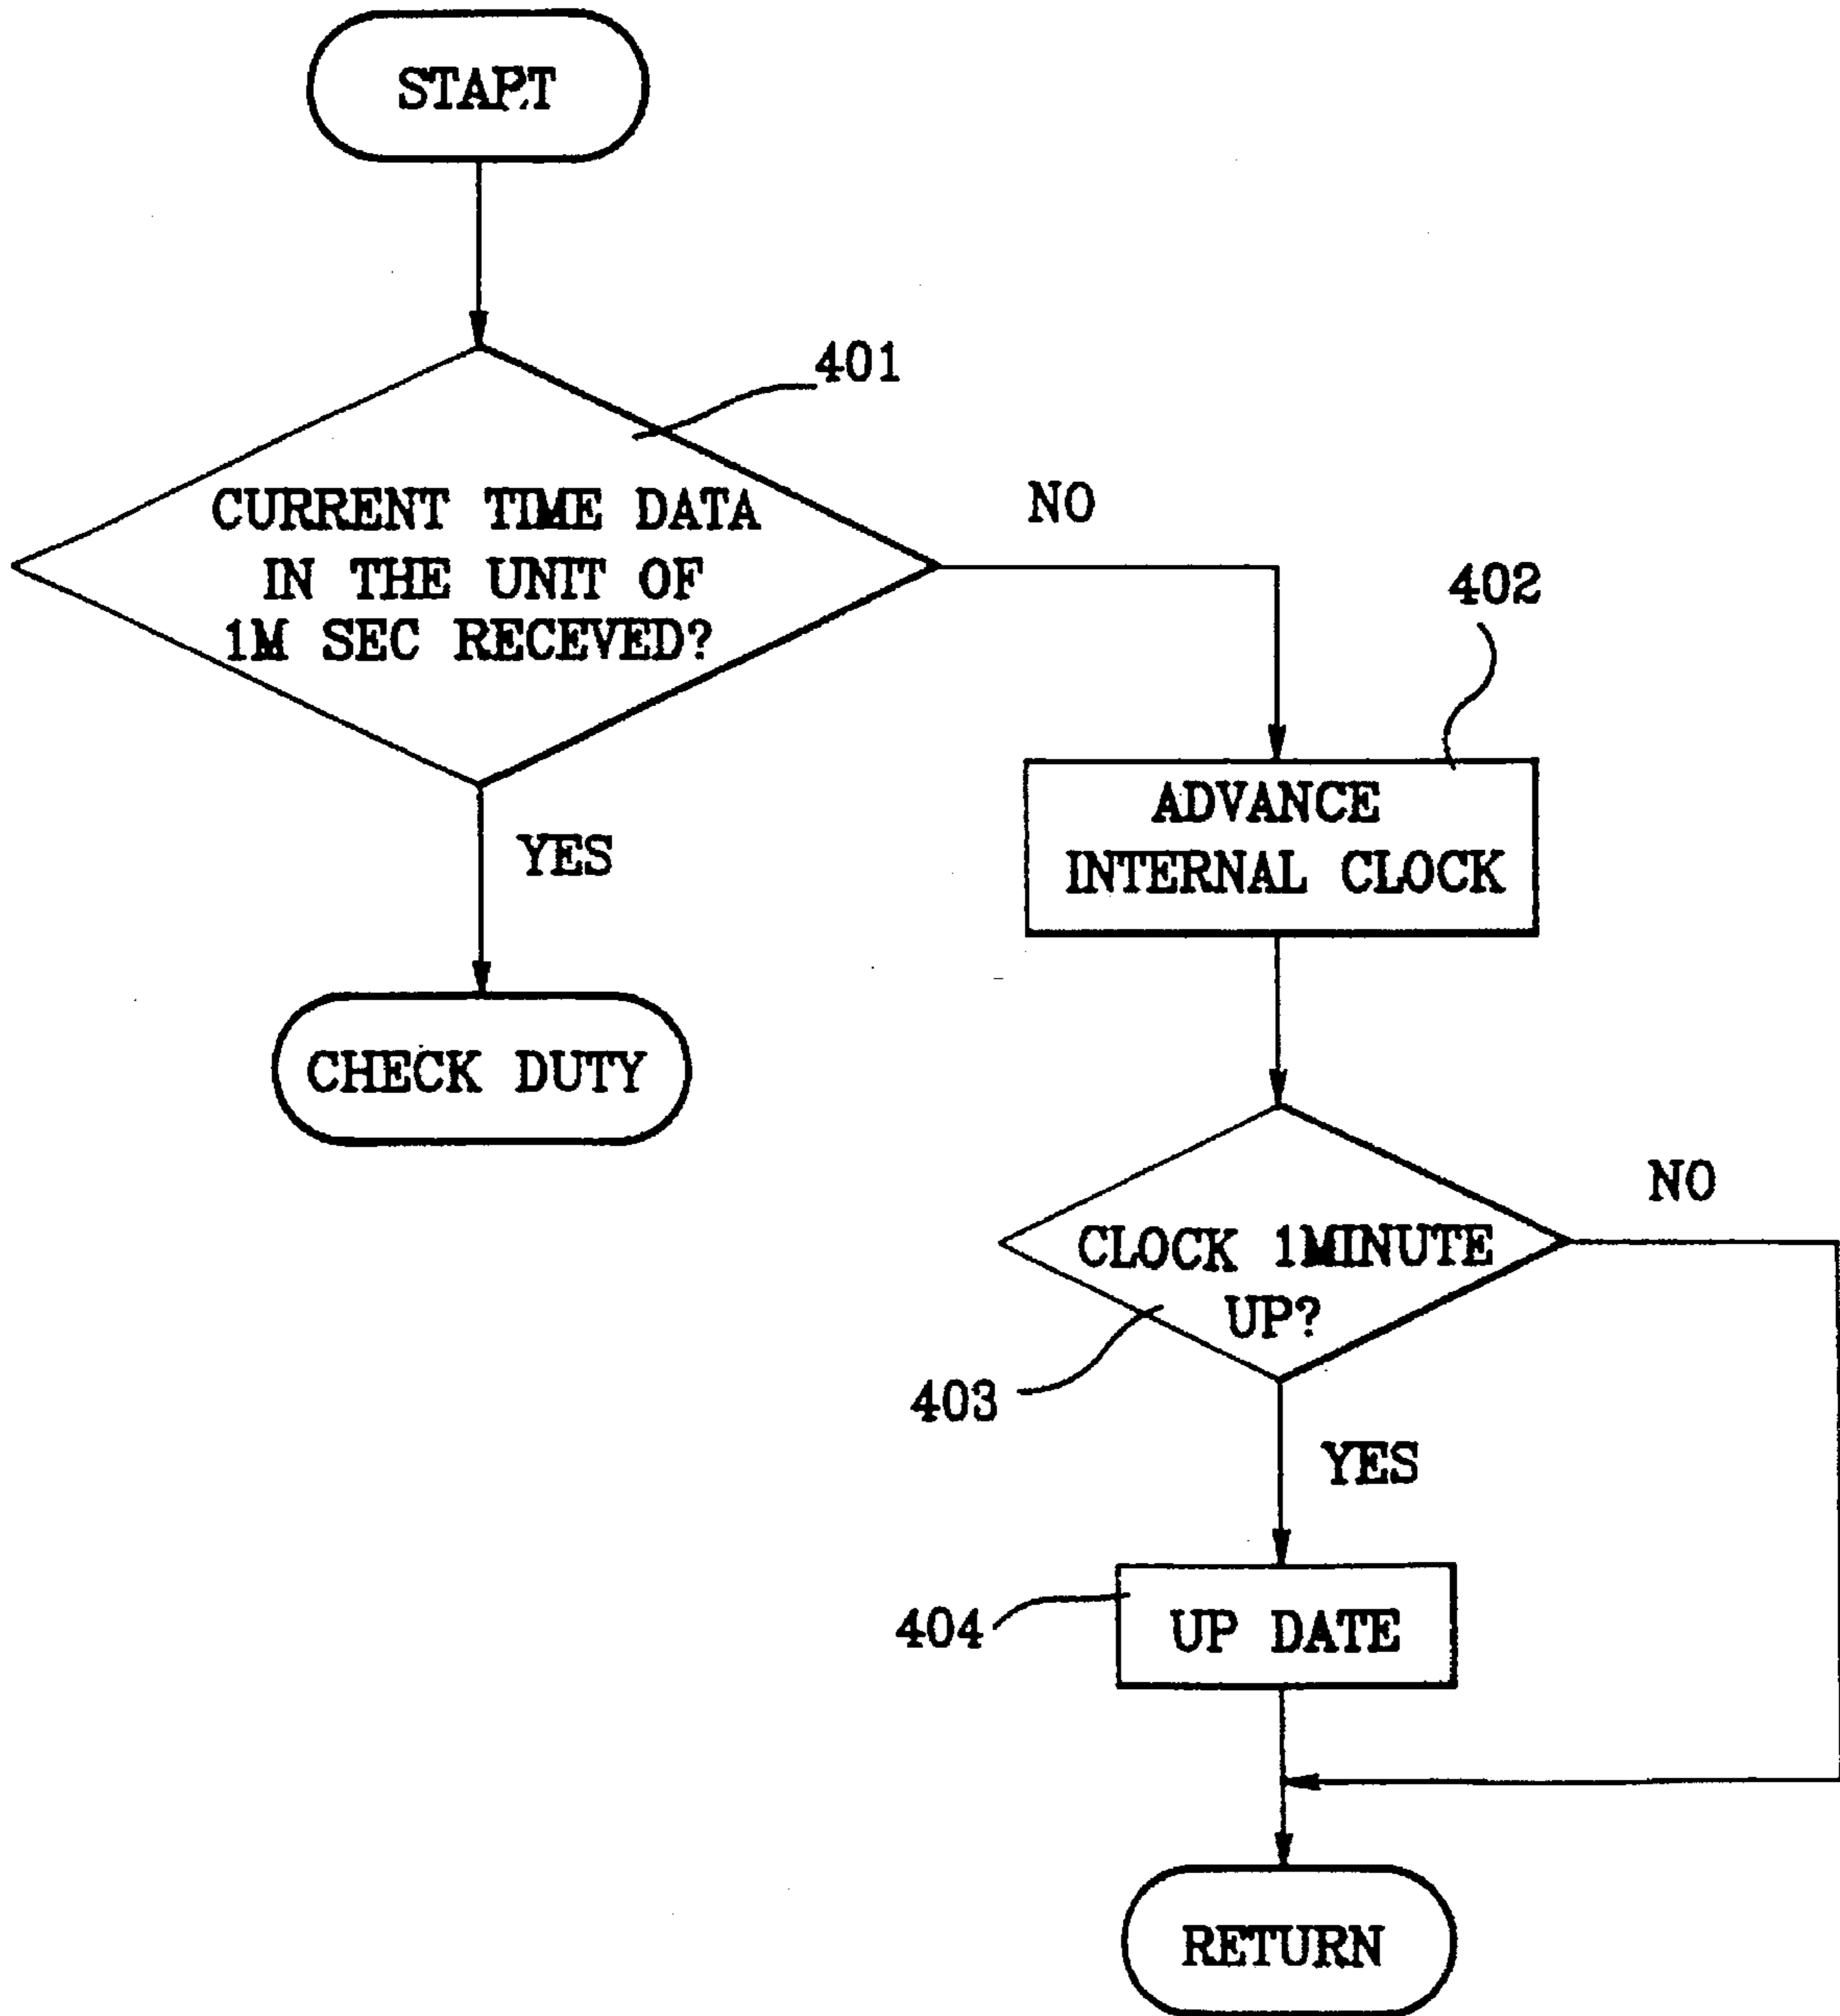 START
401
CURRENT TIME DATA
IN THE UNIT OF
1M SEC RECEVED?
NO
402
ADVANCE
INTERNAL CLOCK
YES
CHECK DUTY
CLOCK 1MINUTE
UP?
NO
403
YES
404
UP DATE
RETURN